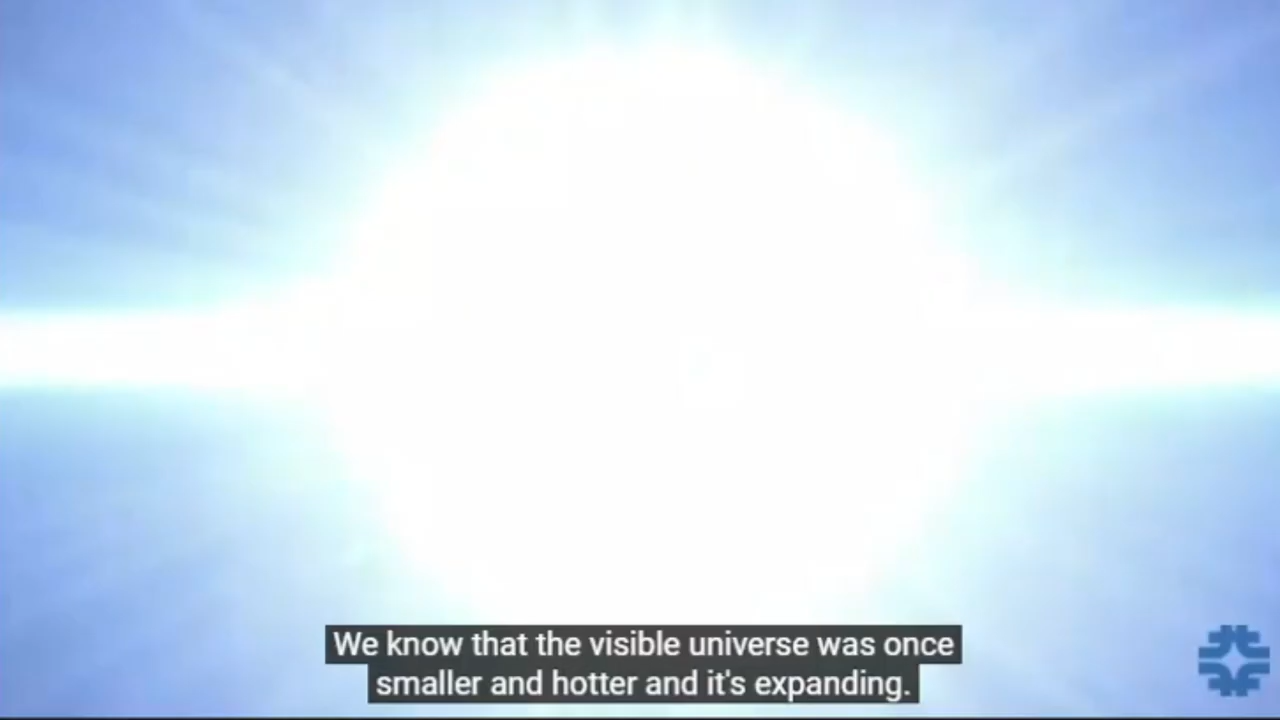 We know that the visible universe was once
smaller and hotter and it's expanding.